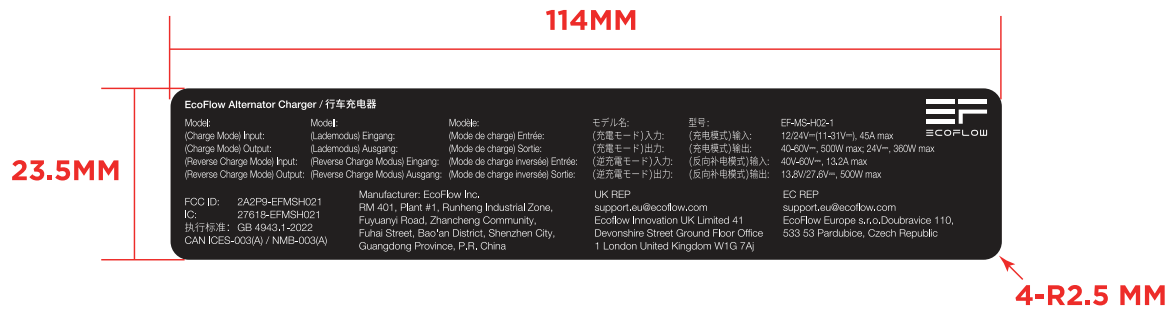 114MM
23.5MM
EcoFlow Alternator Charger / 行车充电器
EF
ECOFLOW
Model: Modell: Modèle: モデル名: 型号: EF-MS-H02-1
(Charge Mode) Input: (Lademodus) Eingang: (Mode de charge) Entrée: (充電モード)入力: (充电模式)输入: 12/24V⎓(11-31V⎓), 45A max
(Charge Mode) Output: (Lademodus) Ausgang: (Mode de charge) Sortie: (充電モード)出力: (充电模式)输出: 40-60V⎓, 500W max; 24V⎓, 360W max
(Reverse Charge Mode) Input: (Reverse Charge Modus) Eingang: (Mode de charge inversée) Entrée: (逆充電モード)入力: (反向补电模式)输入: 40V-60V⎓, 13.2A max
(Reverse Charge Mode) Output: (Reverse Charge Modus) Ausgang: (Mode de charge inversée) Sortie: (逆充電モード)出力: (反向补电模式)输出: 13.8V/27.6V⎓, 500W max
FCC ID: 2A2P9-EFMSH021
IC: 27618-EFMSH021
执行标准: GB 4943.1-2022
CAN ICES-003(A) / NMB-003(A)
Manufacturer: EcoFlow Inc.
RM 401, Plant #1, Runheng Industrial Zone,
Fuyuanyi Road, Zhancheng Community,
Fuhai Street, Bao'an District, Shenzhen City,
Guangdong Province, P.R. China
UK REP
support.eu@ecoflow.com
Ecoflow Innovation UK Limited 41
Devonshire Street Ground Floor Office
1 London United Kingdom W1G 7Aj
EC REP
support.eu@ecoflow.com
EcoFlow Europe s.r.o.Doubravice 110,
533 53 Pardubice, Czech Republic
4-R2.5 MM